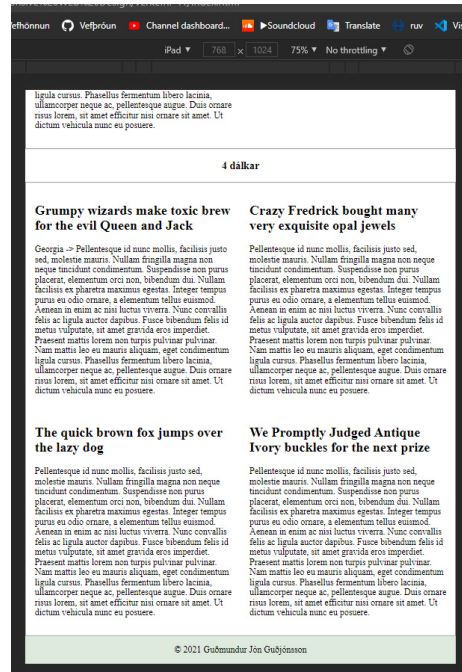 Vefhönnun Vefþróun Channel dashboard... ▶Soundcloud Translate ruv
iPad ▼ 768 x 1024 75% ▼ No throttling ▼
ligula cursus. Phasellus fermentum libero lacinia,
ullamcorper neque ac, pellentesque augue. Duis ornare
risus lorem, sit amet efficitur nisi ornare sit amet. Ut
dictum vehicula nunc eu posuere.
4 dálkar
Grumpy wizards make toxic brew
for the evil Queen and Jack
Georgia -> Pellentesque id nunc mollis, facilisis justo
sed, molestie mauris. Nullam fringilla magna non
neque tincidunt condimentum. Suspendisse non purus
placerat, elementum orci non, bibendum dui. Nullam
facilisis ex pharetra maximus egestas. Integer tempus
purus eu odio ornare, a elementum tellus euismod.
Aenean in enim ac nisi luctus viverra. Nunc convallis
felis ac ligula auctor dapibus. Fusce bibendum felis id
metus vulputate, sit amet gravida eros imperdiet.
Praesent mattis lorem non turpis pulvinar pulvinar.
Nam mattis leo eu mauris aliquam, eget condimentum
ligula cursus. Phasellus fermentum libero lacinia,
ullamcorper neque ac, pellentesque augue. Duis ornare
risus lorem, sit amet efficitur nisi ornare sit amet. Ut
dictum vehicula nunc eu posuere.
Crazy Fredrick bought many
very exquisite opal jewels
Pellentesque id nunc mollis, facilisis justo sed,
molestie mauris. Nullam fringilla magna non neque
tincidunt condimentum. Suspendisse non purus
placerat, elementum orci non, bibendum dui. Nullam
facilisis ex pharetra maximus egestas. Integer tempus
purus eu odio ornare, a elementum tellus euismod.
Aenean in enim ac nisi luctus viverra. Nunc convallis
felis ac ligula auctor dapibus. Fusce bibendum felis id
metus vulputate, sit amet gravida eros imperdiet.
Praesent mattis lorem non turpis pulvinar pulvinar.
Nam mattis leo eu mauris aliquam, eget condimentum
ligula cursus. Phasellus fermentum libero lacinia,
ullamcorper neque ac, pellentesque augue. Duis ornare
risus lorem, sit amet efficitur nisi ornare sit amet. Ut
dictum vehicula nunc eu posuere.
The quick brown fox jumps over
the lazy dog
Pellentesque id nunc mollis, facilisis justo sed,
molestie mauris. Nullam fringilla magna non neque
tincidunt condimentum. Suspendisse non purus
placerat, elementum orci non, bibendum dui. Nullam
facilisis ex pharetra maximus egestas. Integer tempus
purus eu odio ornare, a elementum tellus euismod.
Aenean in enim ac nisi luctus viverra. Nunc convallis
felis ac ligula auctor dapibus. Fusce bibendum felis id
metus vulputate, sit amet gravida eros imperdiet.
Praesent mattis lorem non turpis pulvinar pulvinar.
Nam mattis leo eu mauris aliquam, eget condimentum
ligula cursus. Phasellus fermentum libero lacinia,
ullamcorper neque ac, pellentesque augue. Duis ornare
risus lorem, sit amet efficitur nisi ornare sit amet. Ut
dictum vehicula nunc eu posuere.
We Promptly Judged Antique
Ivory buckles for the next prize
Pellentesque id nunc mollis, facilisis justo sed,
molestie mauris. Nullam fringilla magna non neque
tincidunt condimentum. Suspendisse non purus
placerat, elementum orci non, bibendum dui. Nullam
facilisis ex pharetra maximus egestas. Integer tempus
purus eu odio ornare, a elementum tellus euismod.
Aenean in enim ac nisi luctus viverra. Nunc convallis
felis ac ligula auctor dapibus. Fusce bibendum felis id
metus vulputate, sit amet gravida eros imperdiet.
Praesent mattis lorem non turpis pulvinar pulvinar.
Nam mattis leo eu mauris aliquam, eget condimentum
ligula cursus. Phasellus fermentum libero lacinia,
ullamcorper neque ac, pellentesque augue. Duis ornare
risus lorem, sit amet efficitur nisi ornare sit amet. Ut
dictum vehicula nunc eu posuere.
© 2021 Guðmundur Jón Guðjónsson